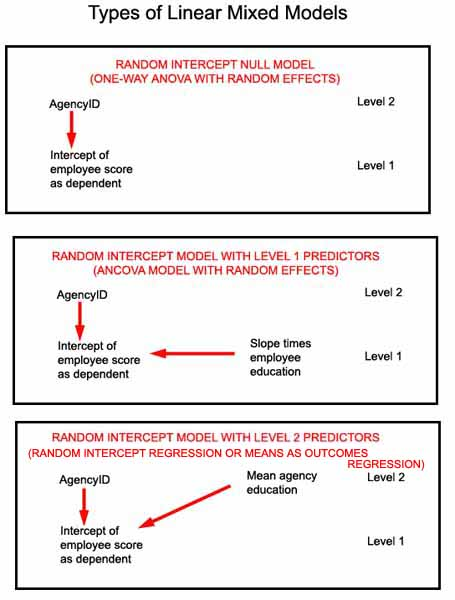 Types of Linear Mixed Models
RANDOM INTERCEPT NULL MODEL
(ONE-WAY ANOVA WITH RANDOM EFFECTS)
AgencyID
Level 2
Intercept of
employee score
as dependent
Level 1
RANDOM INTERCEPT MODEL WITH LEVEL 1 PREDICTORS
(ANCOVA MODEL WITH RANDOM EFFECTS)
AgencyID
Level 2
Intercept of
employee score
as dependent
Slope times
employee
education
Level 1
RANDOM INTERCEPT MODEL WITH LEVEL 2 PREDICTORS
(RANDOM INTERCEPT REGRESSION OR MEANS AS OUTCOMES
REGRESSION)
AgencyID
Mean agency
education
Level 2
Intercept of
employee score
as dependent
Level 1